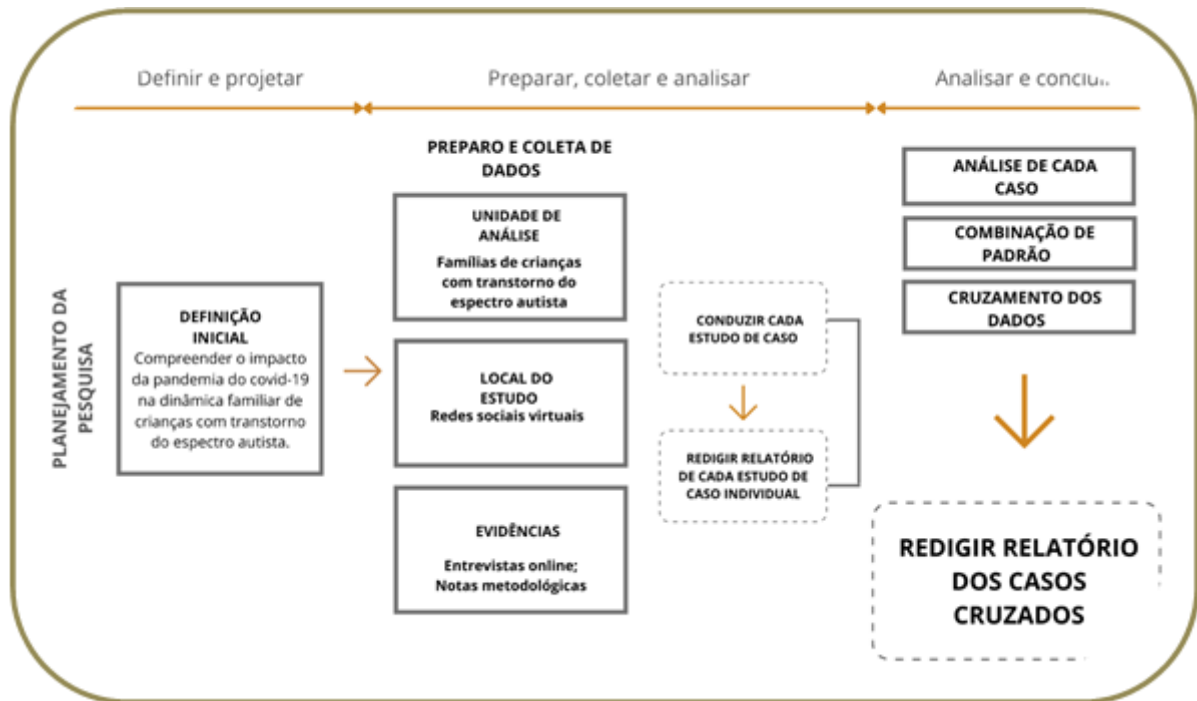 Definir e projetar
Preparar, coletar e analisar
Analisar e concluir
PLANEJAMENTO DA
PESQUISA
DEFINIÇÃO
INICIAL
Compreender o impacto
da pandemia do covid-19
na dinâmica familiar de
crianças com transtorno
do espectro autista.
PREPARO E COLETA DE
DADOS
UNIDADE DE
ANÁLISE
Famílias de crianças
com transtorno do
espectro autista
LOCAL DO
ESTUDO
Redes sociais virtuais
EVIDÊNCIAS
Entrevistas online;
Notas metodológicas
CONDUZIR CADA
ESTUDO DE CASO
REDIGIR RELATÓRIO
DE CADA ESTUDO DE
CASO INDIVIDUAL
ANÁLISE DE CADA
CASO
COMBINAÇÃO DE
PADRÃO
CRUZAMENTO DOS
DADOS
REDIGIR RELATÓRIO
DOS CASOS
CRUZADOS